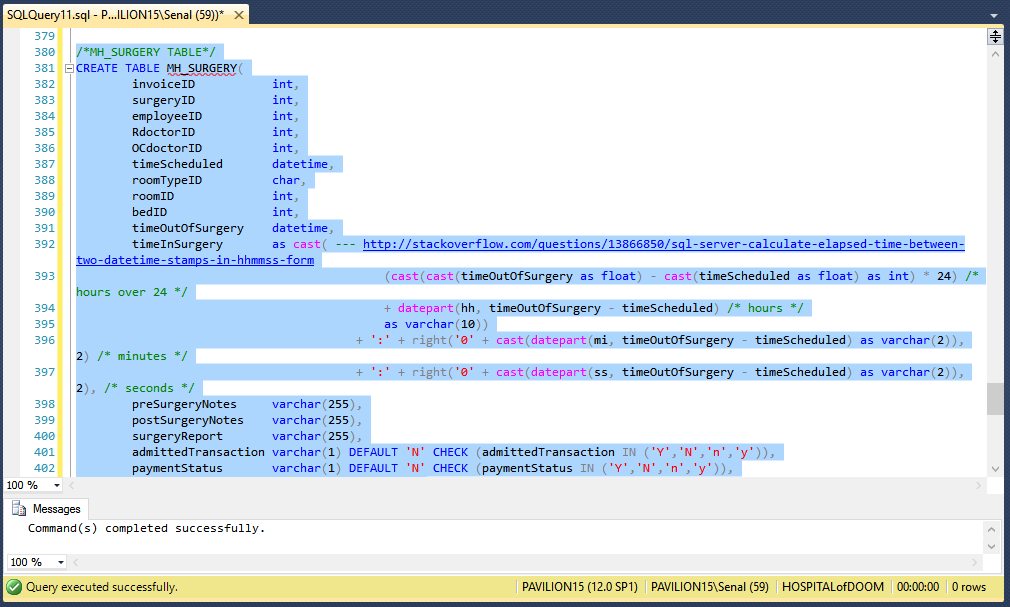 SQLQuery11.sql - P...ILION15\Senal (59))*
379
380 /*MH_SURGERY TABLE*/
381 CREATE TABLE MH_SURGERY(
382 invoiceID int,
383 surgeryID int,
384 employeeID int,
385 RdoctorID int,
386 OCdoctorID int,
387 timeScheduled datetime,
388 roomTypeID char,
389 roomID int,
390 bedID int,
391 timeOutOfSurgery datetime,
392 timeInSurgery as cast( --- http://stackoverflow.com/questions/13866850/sql-server-calculate-elapsed-time-between-
two-datetime-stamps-in-hhmmss-form
393 (cast(cast(timeOutOfSurgery as float) - cast(timeScheduled as float) as int) * 24) /*
hours over 24 */
394 + datepart(hh, timeOutOfSurgery - timeScheduled) /* hours */
395 as varchar(10))
396 + ':' + right('0' + cast(datepart(mi, timeOutOfSurgery - timeScheduled) as varchar(2)),
2) /* minutes */
397 + ':' + right('0' + cast(datepart(ss, timeOutOfSurgery - timeScheduled) as varchar(2)),
2), /* seconds */
398 preSurgeryNotes varchar(255),
399 postSurgeryNotes varchar(255),
400 surgeryReport varchar(255),
401 admittedTransaction varchar(1) DEFAULT 'N' CHECK (admittedTransaction IN ('Y','N','n','y')),
402 paymentStatus varchar(1) DEFAULT 'N' CHECK (paymentStatus IN ('Y','N','n','y')),
100 %
Messages
Command(s) completed successfully.
100 %
Query executed successfully. PAVILION15 (12.0 SP1) PAVILION15\Senal (59) HOSPITALofDOOM 00:00:00 0 rows